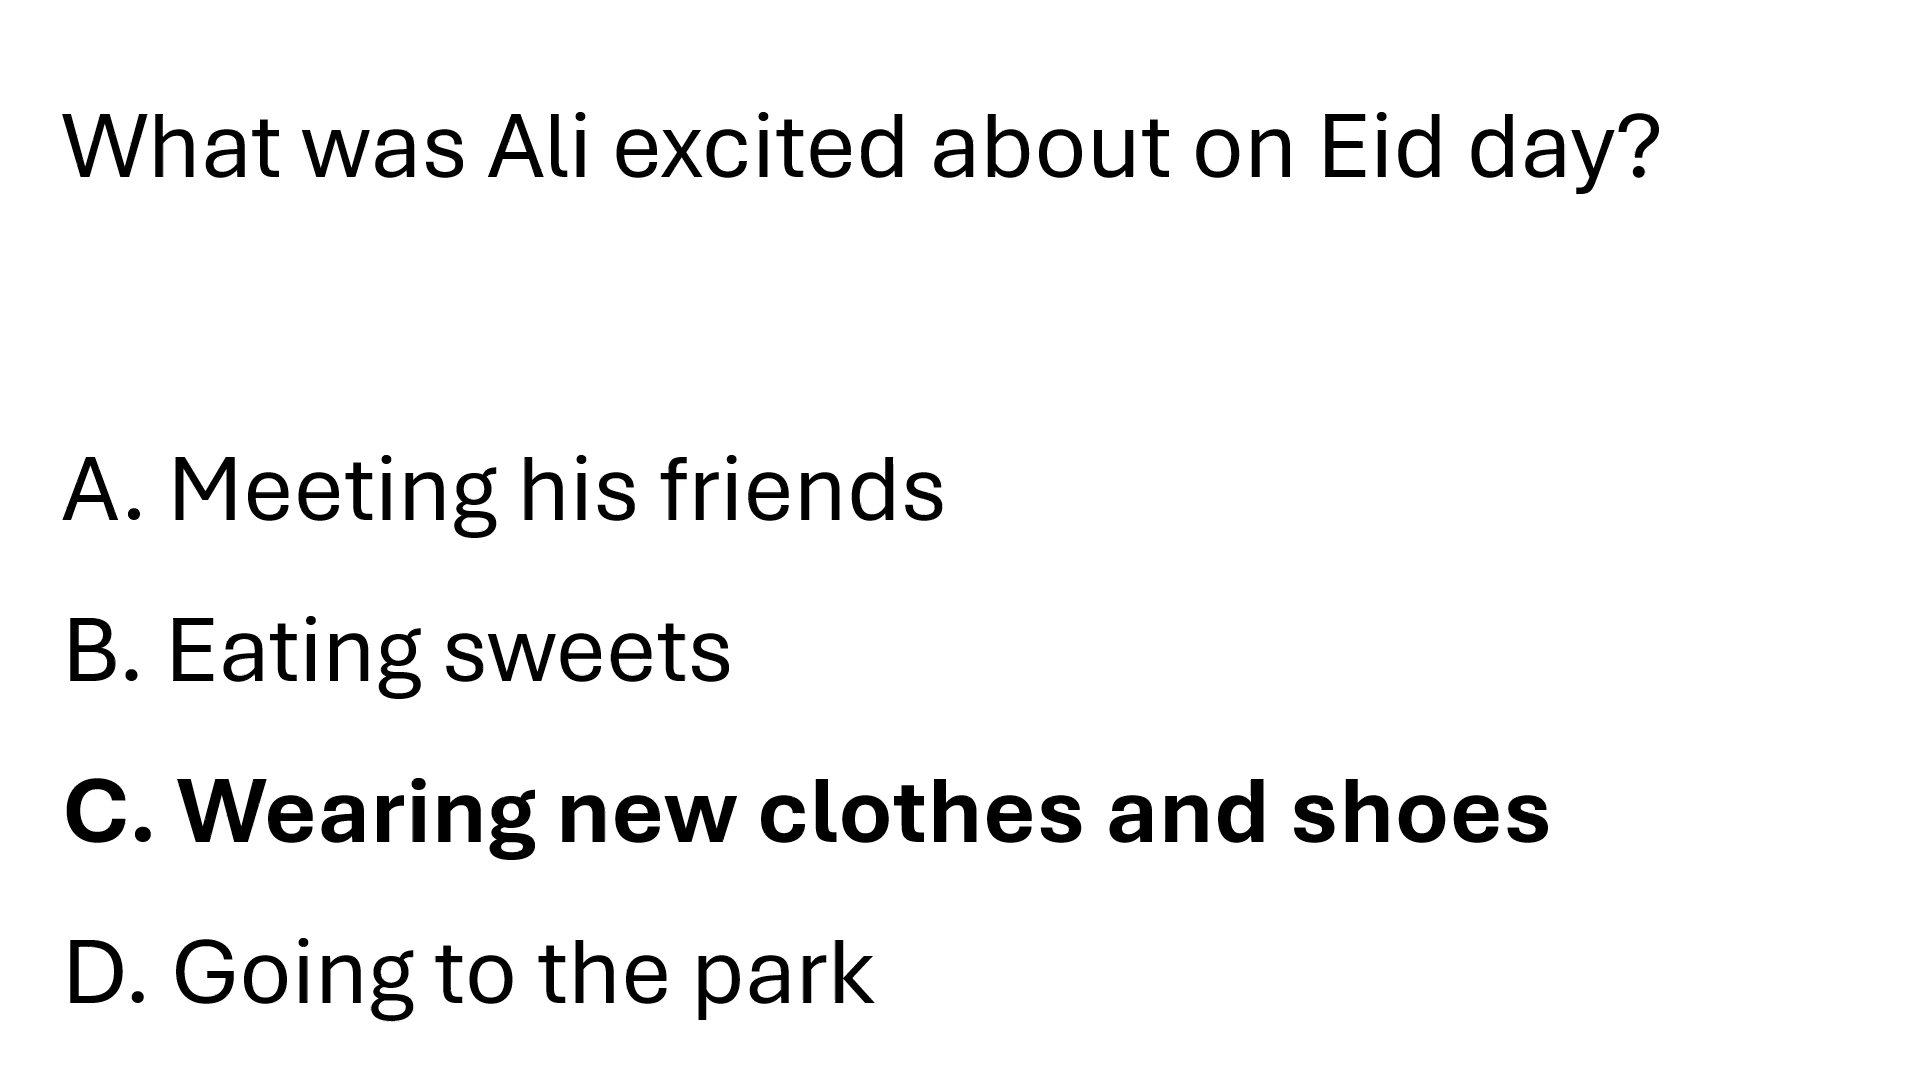 What was Ali excited about on Eid day?
A. Meeting his friends
B. Eating sweets
C. Wearing new clothes and shoes
D. Going to the park